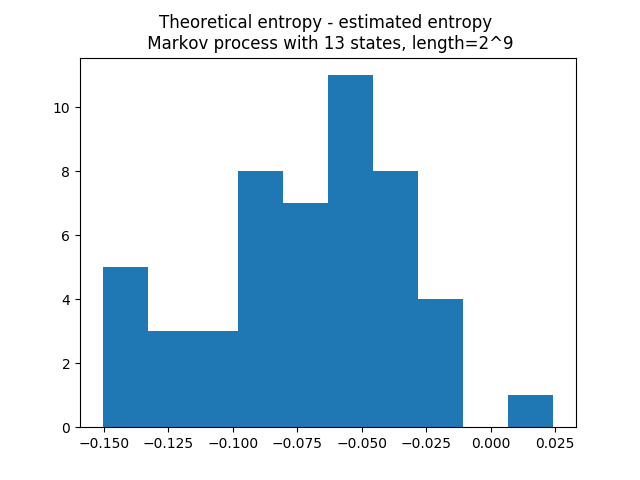 Theoretical entropy - estimated entropy
Markov process with 13 states, length=2^9
10
8
6
4
2
0
−0.150 −0.125 −0.100 −0.075 −0.050 −0.025 0.000 0.025